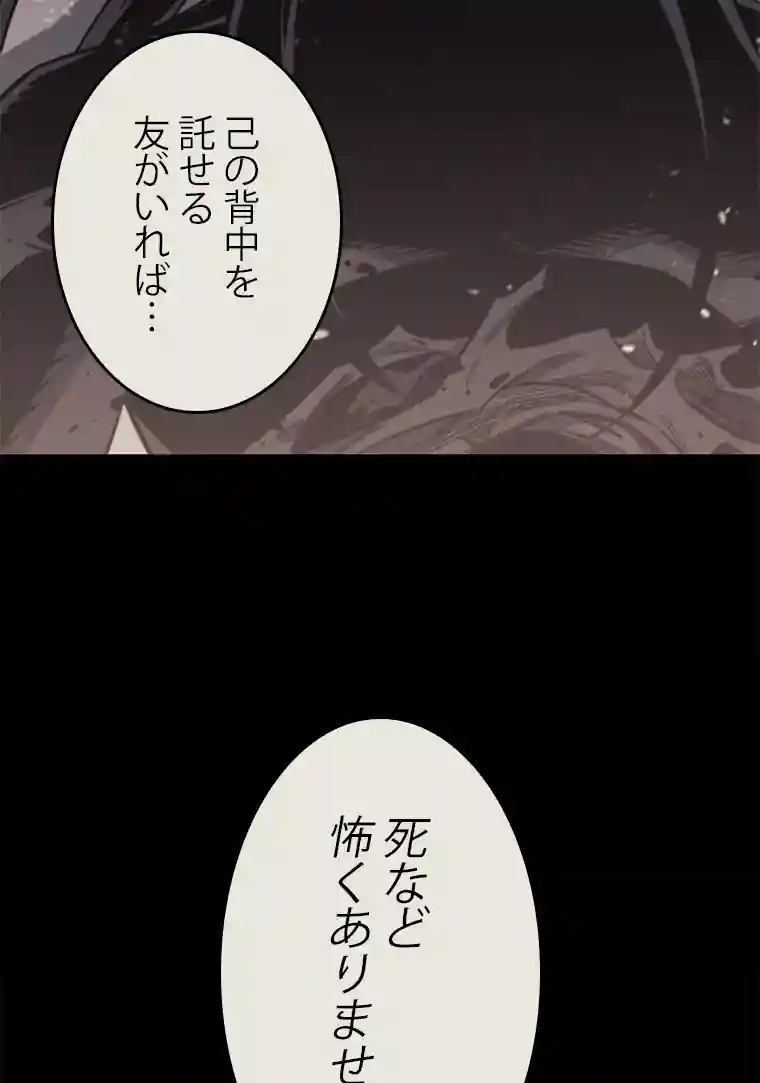 己の背中を
託せる
友がいれば…
死など
怖くありませ